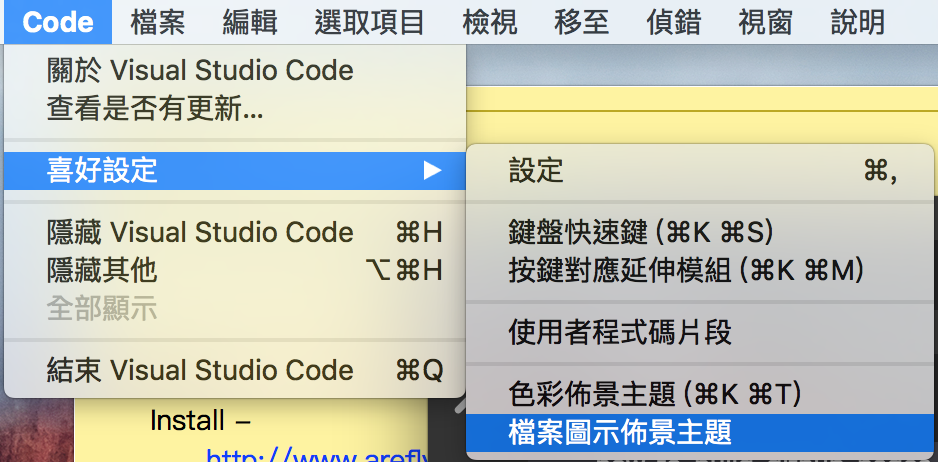 Code 檔案 編輯 選取項目 檢視 移至 偵錯 視窗 說明
關於 Visual Studio Code
查看是否有更新...
喜好設定 ▶
隱藏 Visual Studio Code ⌘H
隱藏其他 ⌥⌘H
全部顯示
結束 Visual Studio Code ⌘Q
設定 ⌘,
鍵盤快速鍵 (⌘K ⌘S)
按鍵對應延伸模組 (⌘K ⌘M)
使用者程式碼片段
色彩佈景主題 (⌘K ⌘T)
檔案圖示佈景主題
Install –